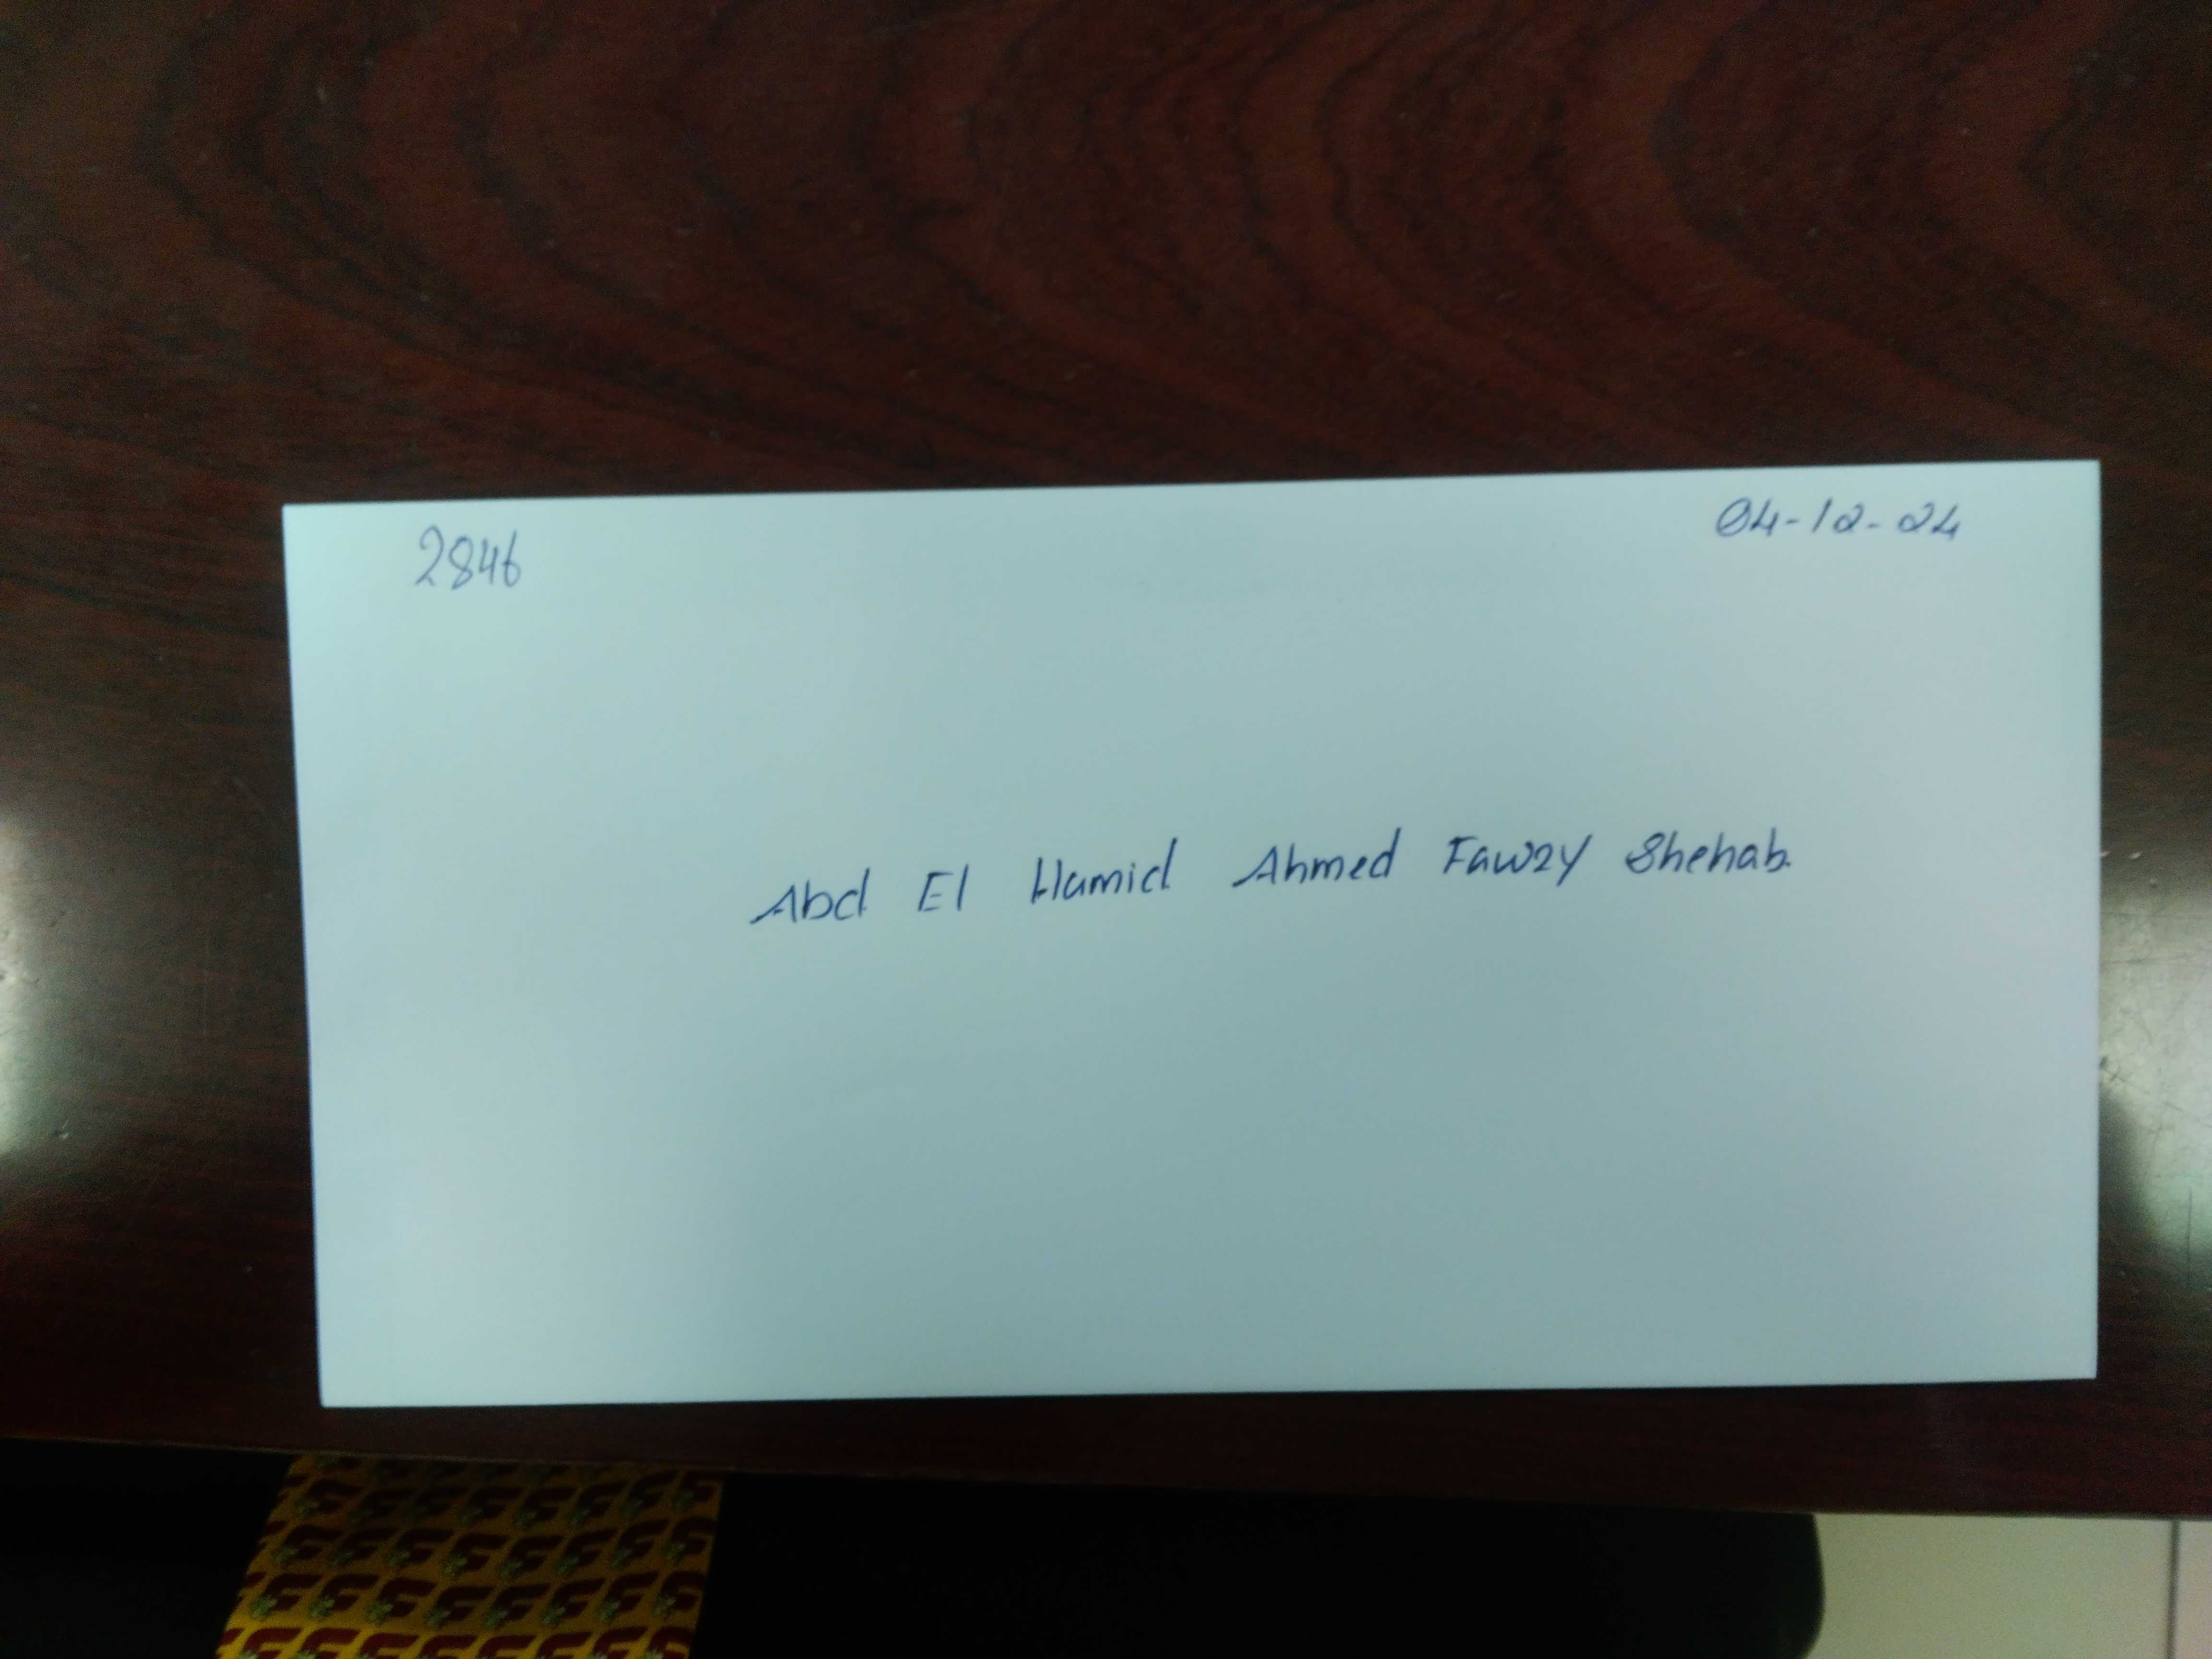 2846
04-12-24
Abd El Hamid Ahmed Fawzy Shehab.